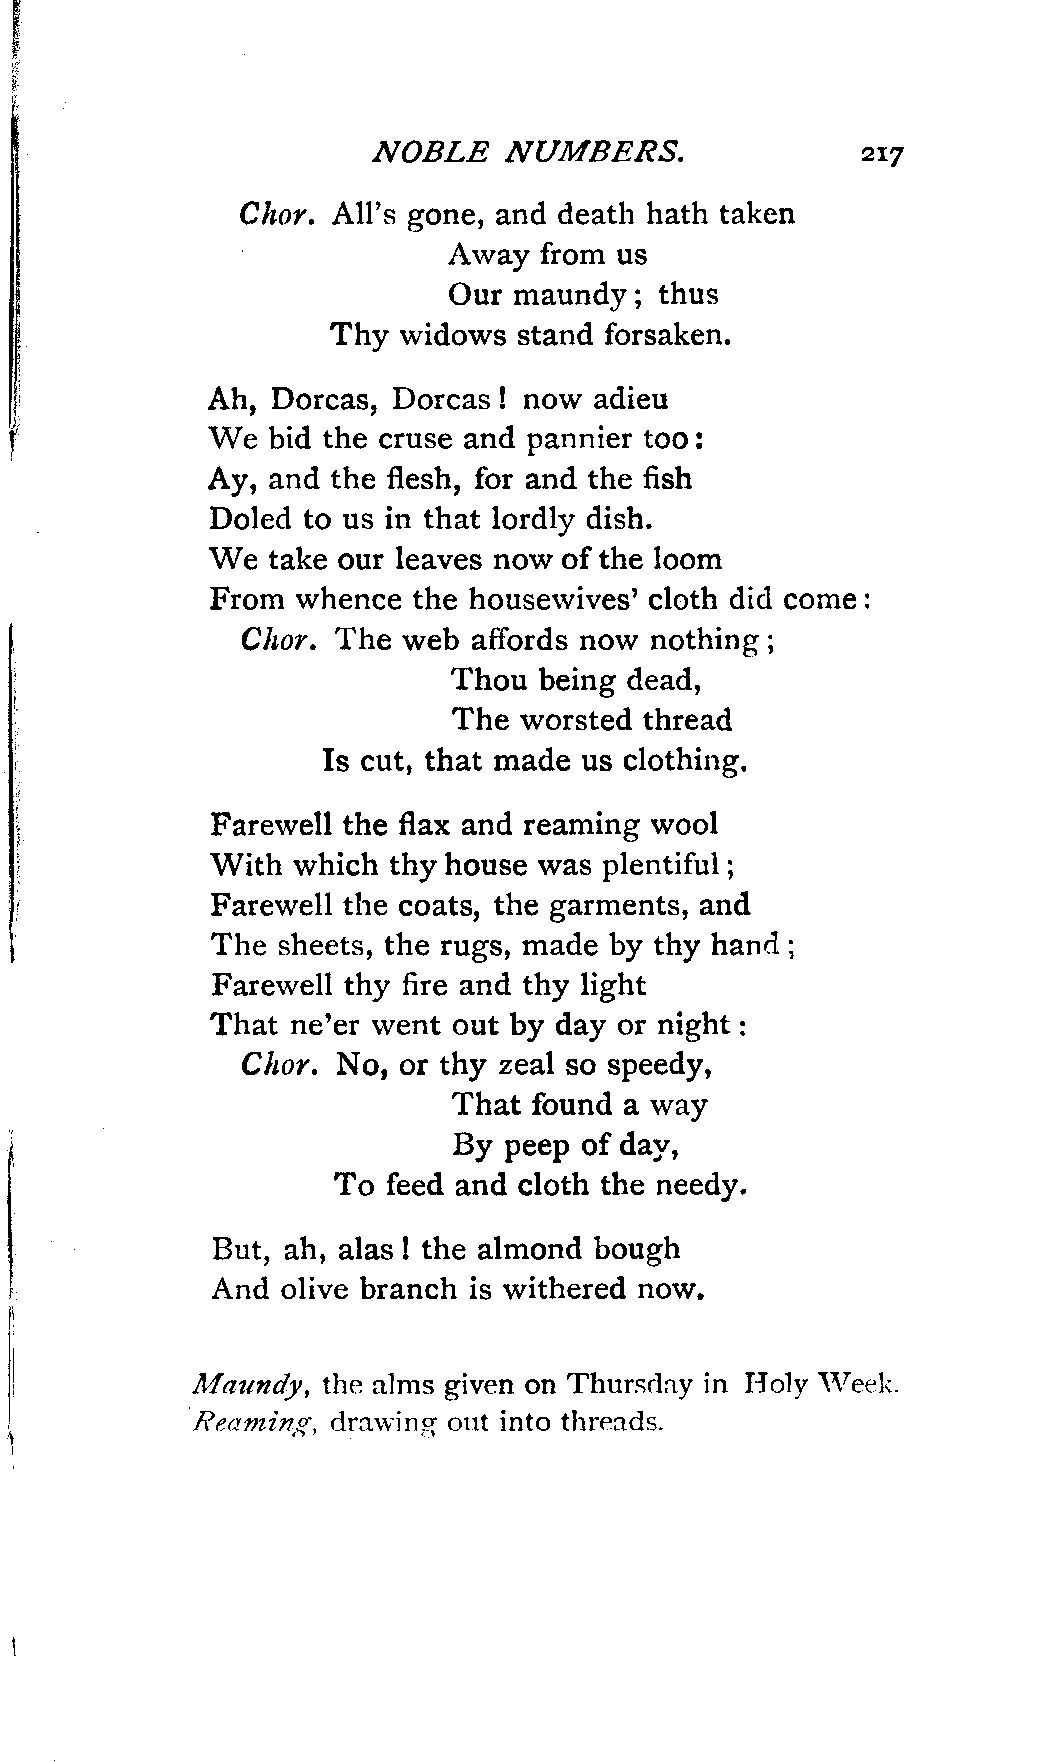 NOBLE NUMBERS. 217
Chor. All's gone, and death hath taken
Away from us
Our maundy; thus
Thy widows stand forsaken.
Ah, Dorcas, Dorcas! now adieu
We bid the cruse and pannier too:
Ay, and the flesh, for and the fish
Doled to us in that lordly dish.
We take our leaves now of the loom
From whence the housewives' cloth did come:
Chor. The web affords now nothing;
Thou being dead,
The worsted thread
Is cut, that made us clothing.
Farewell the flax and reaming wool
With which thy house was plentiful;
Farewell the coats, the garments, and
The sheets, the rugs, made by thy hand;
Farewell thy fire and thy light
That ne'er went out by day or night:
Chor. No, or thy zeal so speedy,
That found a way
By peep of day,
To feed and cloth the needy.
But, ah, alas! the almond bough
And olive branch is withered now.
Maundy, the alms given on Thursday in Holy Week.
Reaming, drawing out into threads.